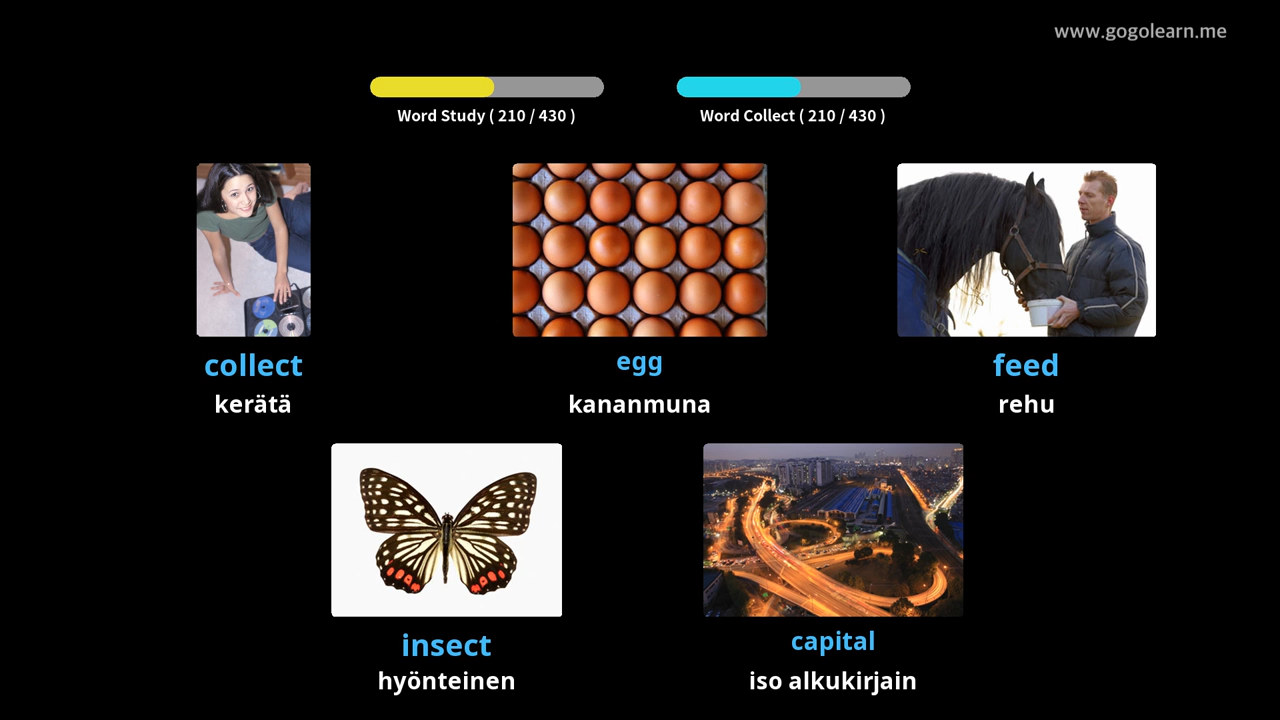 www.gogolearn.me
Word Study ( 210 / 430 )
Word Collect ( 210 / 430 )
collect
kerätä
egg
kananmuna
feed
rehu
insect
hyönteinen
capital
iso alkukirjain